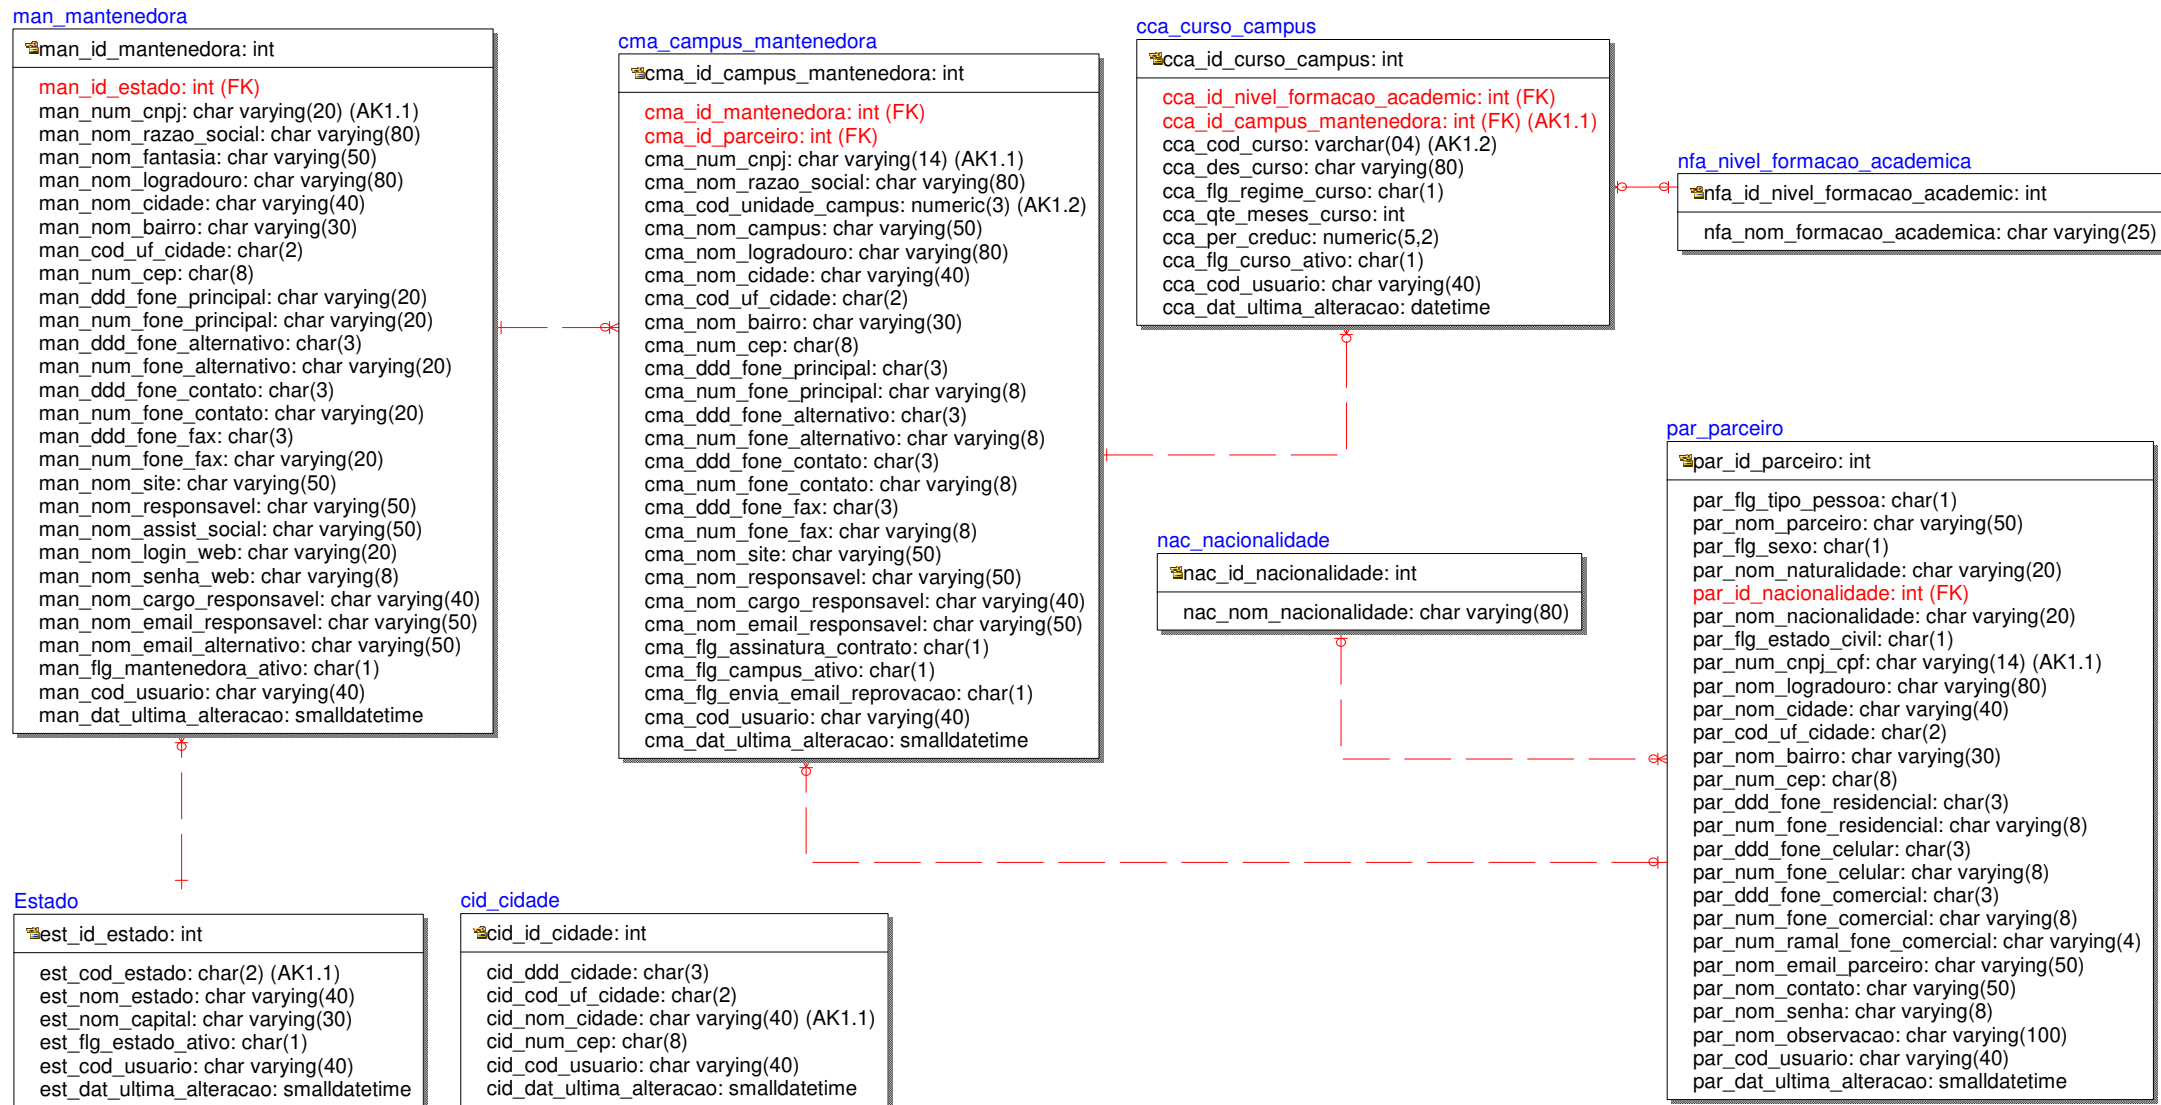 man_mantenedora
man_id_mantenedora: int
man_id_estado: int (FK)
man_num_cnpj: char varying(20) (AK1.1)
man_nom_razao_social: char varying(80)
man_nom_fantasia: char varying(50)
man_nom_logradouro: char varying(80)
man_nom_cidade: char varying(40)
man_nom_bairro: char varying(30)
man_cod_uf_cidade: char(2)
man_num_cep: char(8)
man_ddd_fone_principal: char varying(20)
man_num_fone_principal: char varying(20)
man_ddd_fone_alternativo: char(3)
man_num_fone_alternativo: char varying(20)
man_ddd_fone_contato: char(3)
man_num_fone_contato: char varying(20)
man_ddd_fone_fax: char(3)
man_num_fone_fax: char varying(20)
man_nom_site: char varying(50)
man_nom_responsavel: char varying(50)
man_nom_assist_social: char varying(50)
man_nom_login_web: char varying(20)
man_nom_senha_web: char varying(8)
man_nom_cargo_responsavel: char varying(40)
man_nom_email_responsavel: char varying(50)
man_nom_email_alternativo: char varying(50)
man_flg_mantenedora_ativo: char(1)
man_cod_usuario: char varying(40)
man_dat_ultima_alteracao: smalldatetime
cma_campus_mantenedora
cma_id_campus_mantenedora: int
cma_id_mantenedora: int (FK)
cma_id_parceiro: int (FK)
cma_num_cnpj: char varying(14) (AK1.1)
cma_nom_razao_social: char varying(80)
cma_cod_unidade_campus: numeric(3) (AK1.2)
cma_nom_campus: char varying(50)
cma_nom_logradouro: char varying(80)
cma_nom_cidade: char varying(40)
cma_cod_uf_cidade: char(2)
cma_nom_bairro: char varying(30)
cma_num_cep: char(8)
cma_ddd_fone_principal: char(3)
cma_num_fone_principal: char varying(8)
cma_ddd_fone_alternativo: char(3)
cma_num_fone_alternativo: char varying(8)
cma_ddd_fone_contato: char(3)
cma_num_fone_contato: char varying(8)
cma_ddd_fone_fax: char(3)
cma_num_fone_fax: char varying(8)
cma_nom_site: char varying(50)
cma_nom_responsavel: char varying(50)
cma_nom_cargo_responsavel: char varying(40)
cma_nom_email_responsavel: char varying(50)
cma_flg_assinatura_contrato: char(1)
cma_flg_campus_ativo: char(1)
cma_flg_envia_email_reprovacao: char(1)
cma_cod_usuario: char varying(40)
cma_dat_ultima_alteracao: smalldatetime
cca_curso_campus
cca_id_curso_campus: int
cca_id_nivel_formacao_academic: int (FK)
cca_id_campus_mantenedora: int (FK) (AK1.1)
cca_cod_curso: varchar(04) (AK1.2)
cca_des_curso: char varying(80)
cca_flg_regime_curso: char(1)
cca_qte_meses_curso: int
cca_per_creduc: numeric(5,2)
cca_flg_curso_ativo: char(1)
cca_cod_usuario: char varying(40)
cca_dat_ultima_alteracao: datetime
nfa_nivel_formacao_academica
nfa_id_nivel_formacao_academic: int
nfa_nom_formacao_academica: char varying(25)
nac_nacionalidade
nac_id_nacionalidade: int
nac_nom_nacionalidade: char varying(80)
par_parceiro
par_id_parceiro: int
par_flg_tipo_pessoa: char(1)
par_nom_parceiro: char varying(50)
par_flg_sexo: char(1)
par_nom_naturalidade: char varying(20)
par_id_nacionalidade: int (FK)
par_nom_nacionalidade: char varying(20)
par_flg_estado_civil: char(1)
par_num_cnpj_cpf: char varying(14) (AK1.1)
par_nom_logradouro: char varying(80)
par_nom_cidade: char varying(40)
par_cod_uf_cidade: char(2)
par_nom_bairro: char varying(30)
par_num_cep: char(8)
par_ddd_fone_residencial: char(3)
par_num_fone_residencial: char varying(8)
par_ddd_fone_celular: char(3)
par_num_fone_celular: char varying(8)
par_ddd_fone_comercial: char(3)
par_num_fone_comercial: char varying(8)
par_num_ramal_fone_comercial: char varying(4)
par_nom_email_parceiro: char varying(50)
par_nom_contato: char varying(50)
par_nom_senha: char varying(8)
par_nom_observacao: char varying(100)
par_cod_usuario: char varying(40)
par_dat_ultima_alteracao: smalldatetime
Estado
est_id_estado: int
est_cod_estado: char(2) (AK1.1)
est_nom_estado: char varying(40)
est_nom_capital: char varying(30)
est_flg_estado_ativo: char(1)
est_cod_usuario: char varying(40)
est_dat_ultima_alteracao: smalldatetime
cid_cidade
cid_id_cidade: int
cid_ddd_cidade: char(3)
cid_cod_uf_cidade: char(2)
cid_nom_cidade: char varying(40) (AK1.1)
cid_num_cep: char(8)
cid_cod_usuario: char varying(40)
cid_dat_ultima_alteracao: smalldatetime